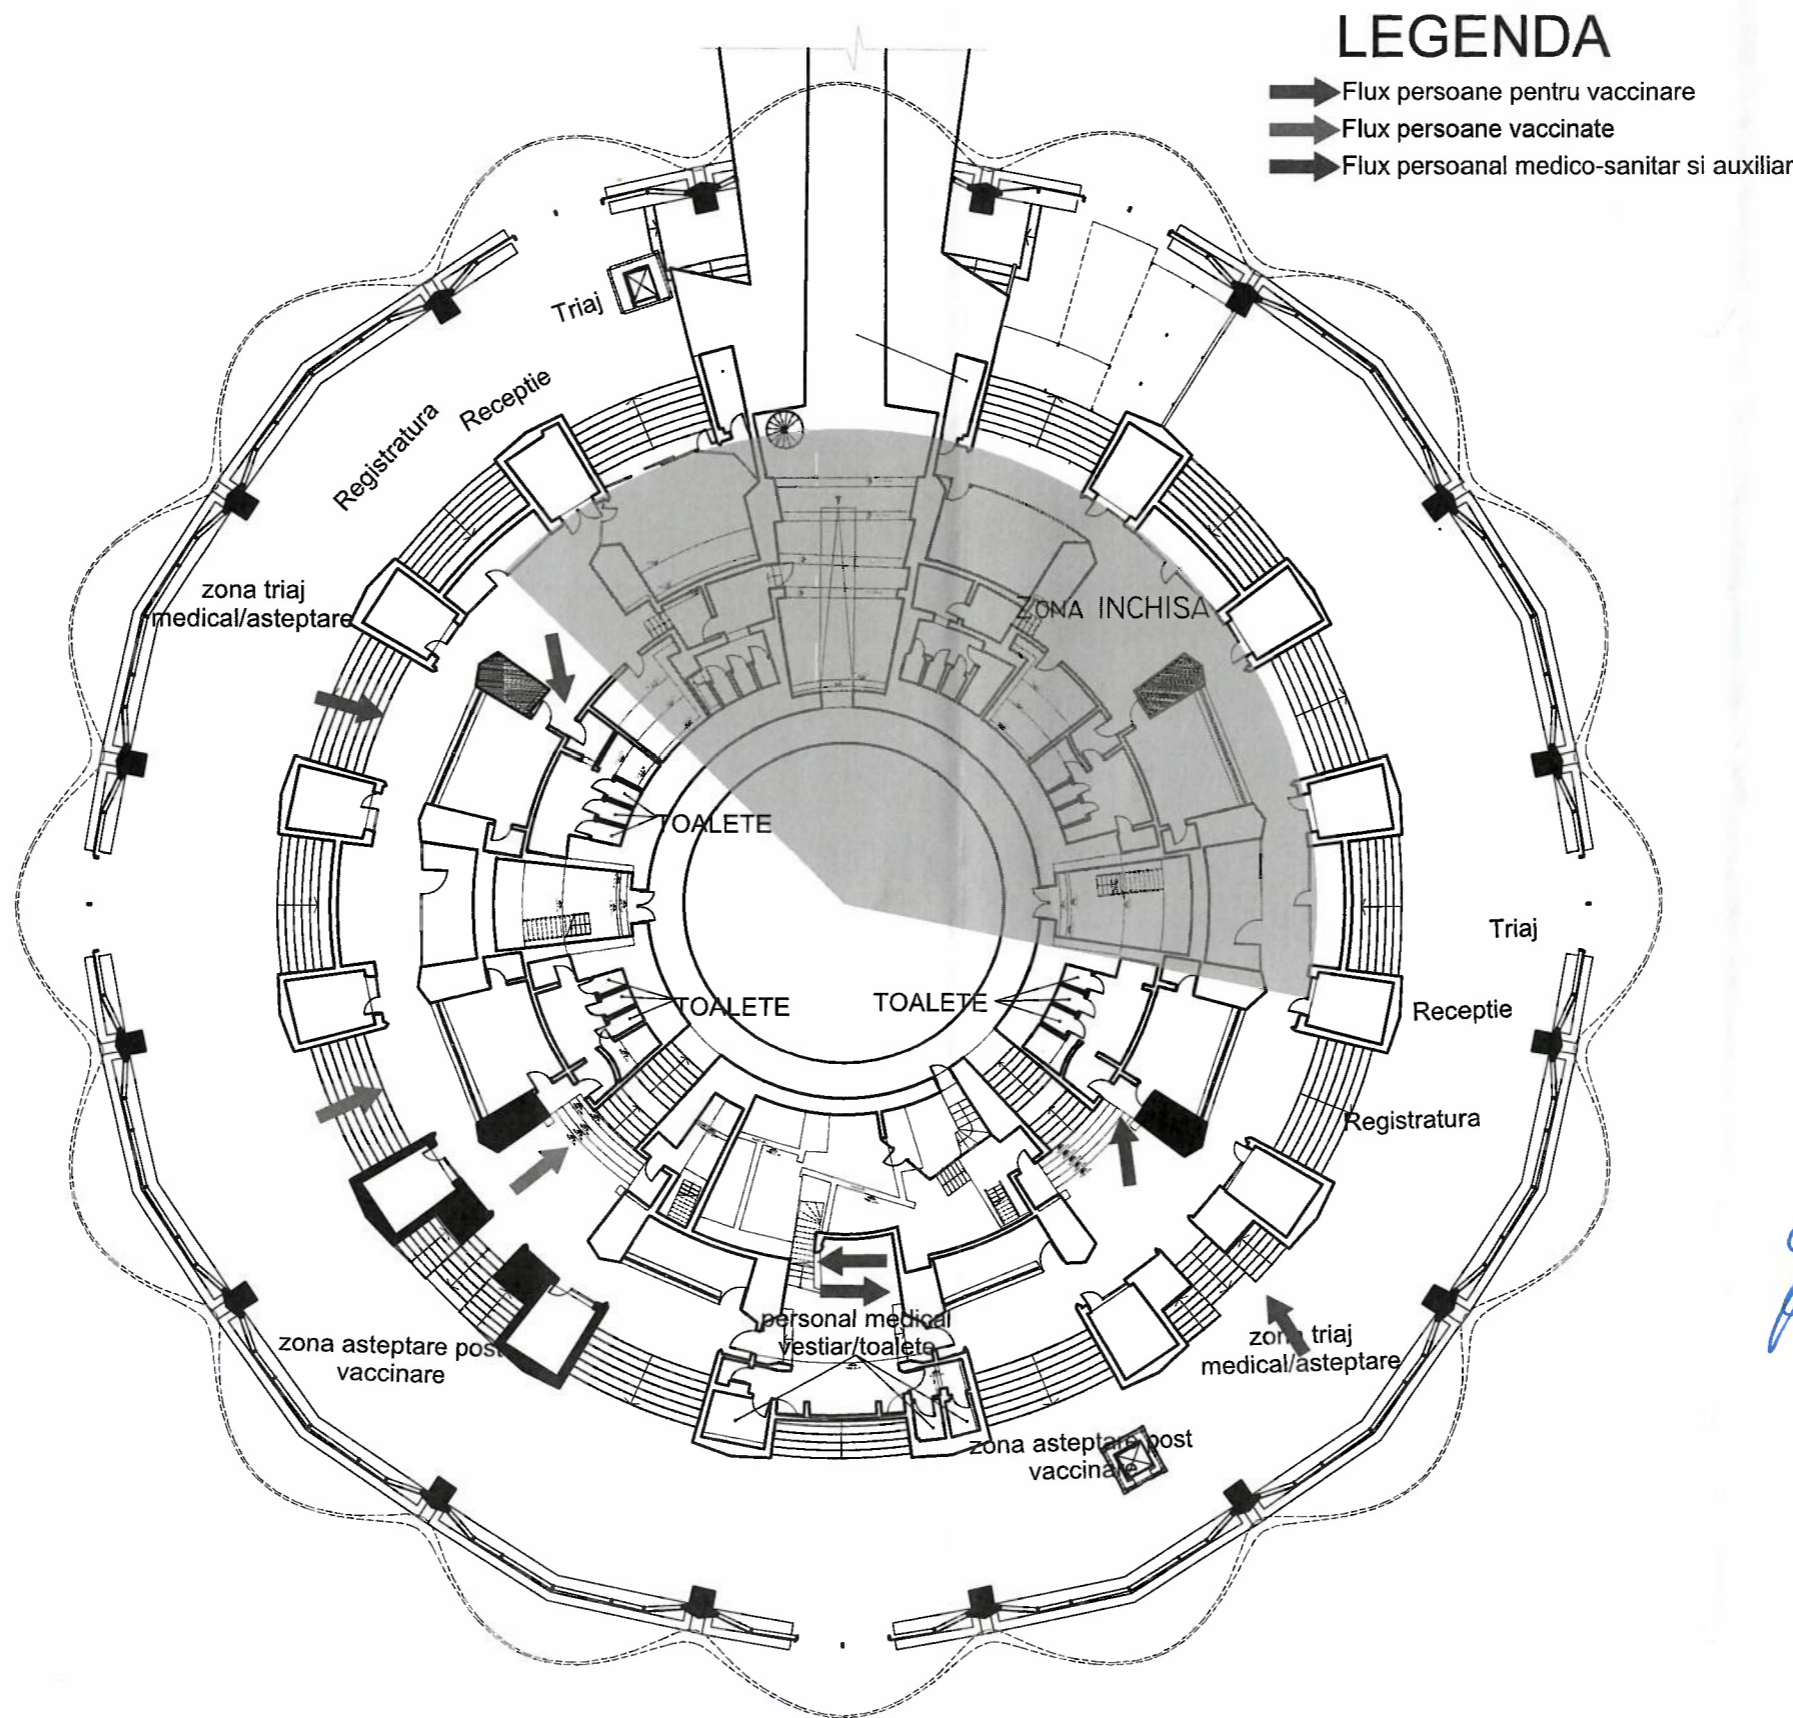 LEGENDA
Flux persoane pentru vaccinare
Flux persoane vaccinate
Flux persoanal medico-sanitar si auxiliar
Triaj
Receptie
Registratura
zona triaj
medical/asteptare
ZONA INCHISA
TOALETE
TOALETE
TOALETE
Triaj
Receptie
Registratura
personal medical
vestiar/toalete
zona asteptare post
vaccinare
zona triaj
medical/asteptare
zona asteptare post
vaccinare